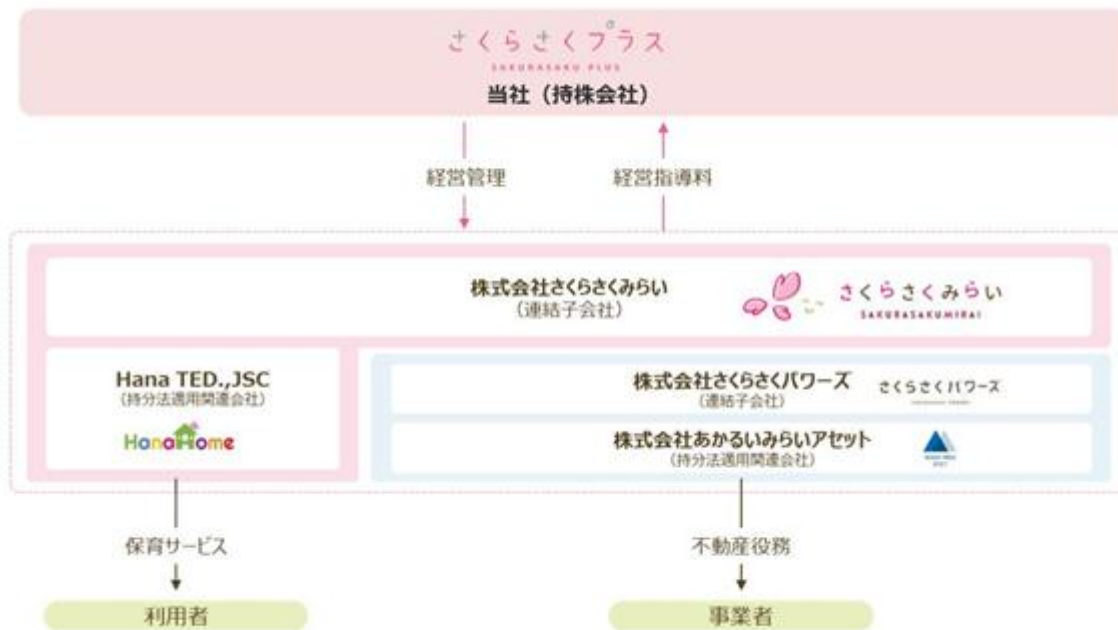 さくらさくプラス
SAKURASAKU PLUS
当社（持株会社）
経営管理
経営指導料
株式会社さくらさくみらい
（連結子会社）
さくらさくみらい
SAKURASAKUMIRAI
Hana TED.,JSC
（持分法適用関連会社）
HanaHome
株式会社さくらさくパワーズ
（連結子会社）
さくらさくパワーズ
株式会社あかるいみらいアセット
（持分法適用関連会社）
保育サービス
不動産役務
利用者
事業者